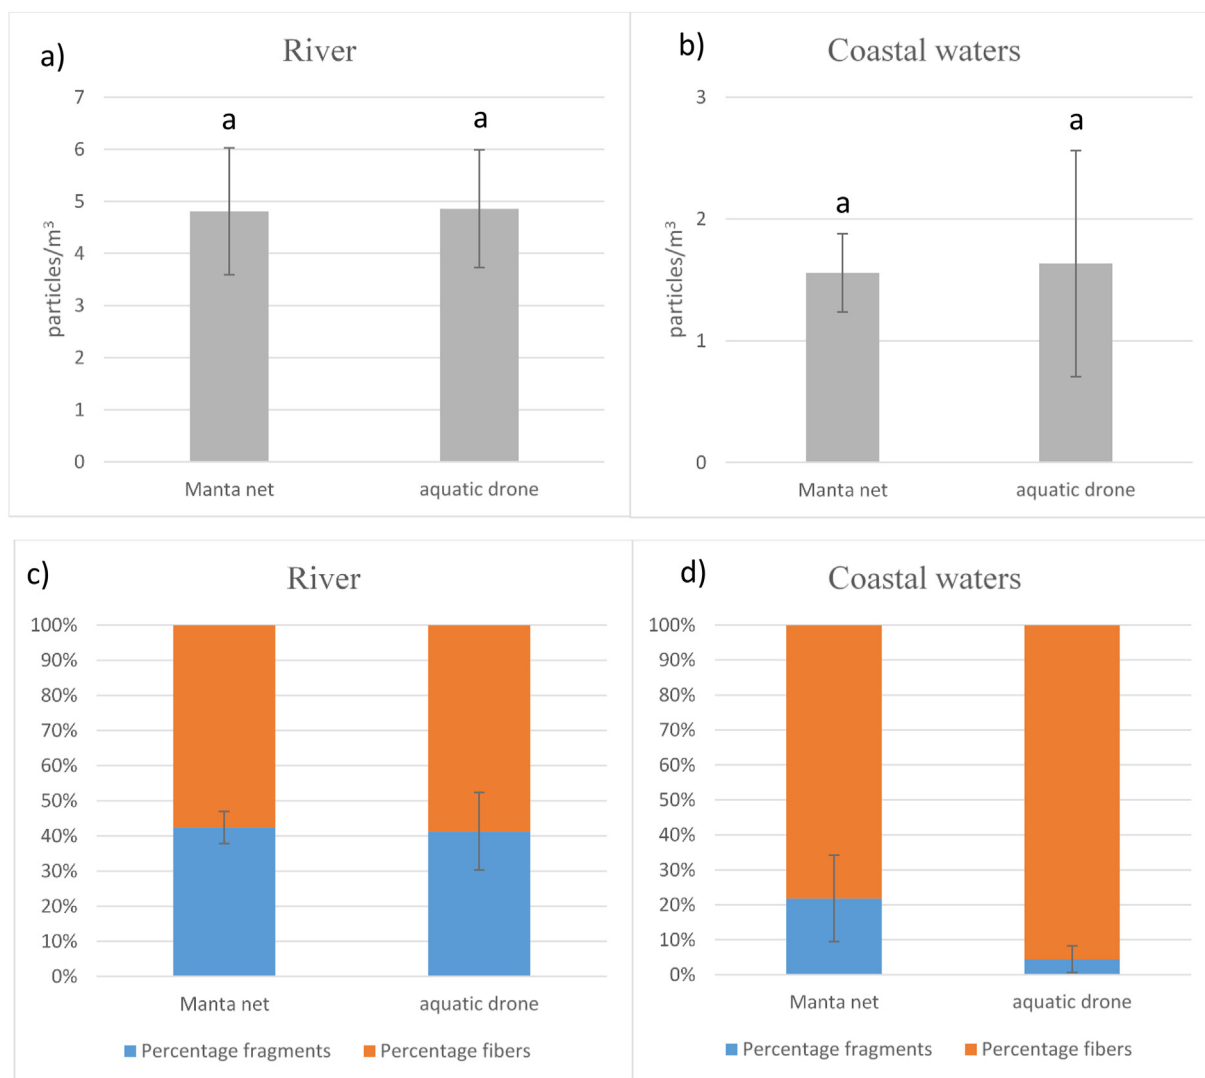 a)
River
7
6
5
4
3
2
1
0
particles/m³
a
a
Manta net
aquatic drone
b)
Coastal waters
3
2
1
0
particles/m³
a
a
Manta net
aquatic drone
c)
River
100%
90%
80%
70%
60%
50%
40%
30%
20%
10%
0%
Manta net
aquatic drone
Percentage fragments
Percentage fibers
d)
Coastal waters
100%
90%
80%
70%
60%
50%
40%
30%
20%
10%
0%
Manta net
aquatic drone
Percentage fragments
Percentage fibers